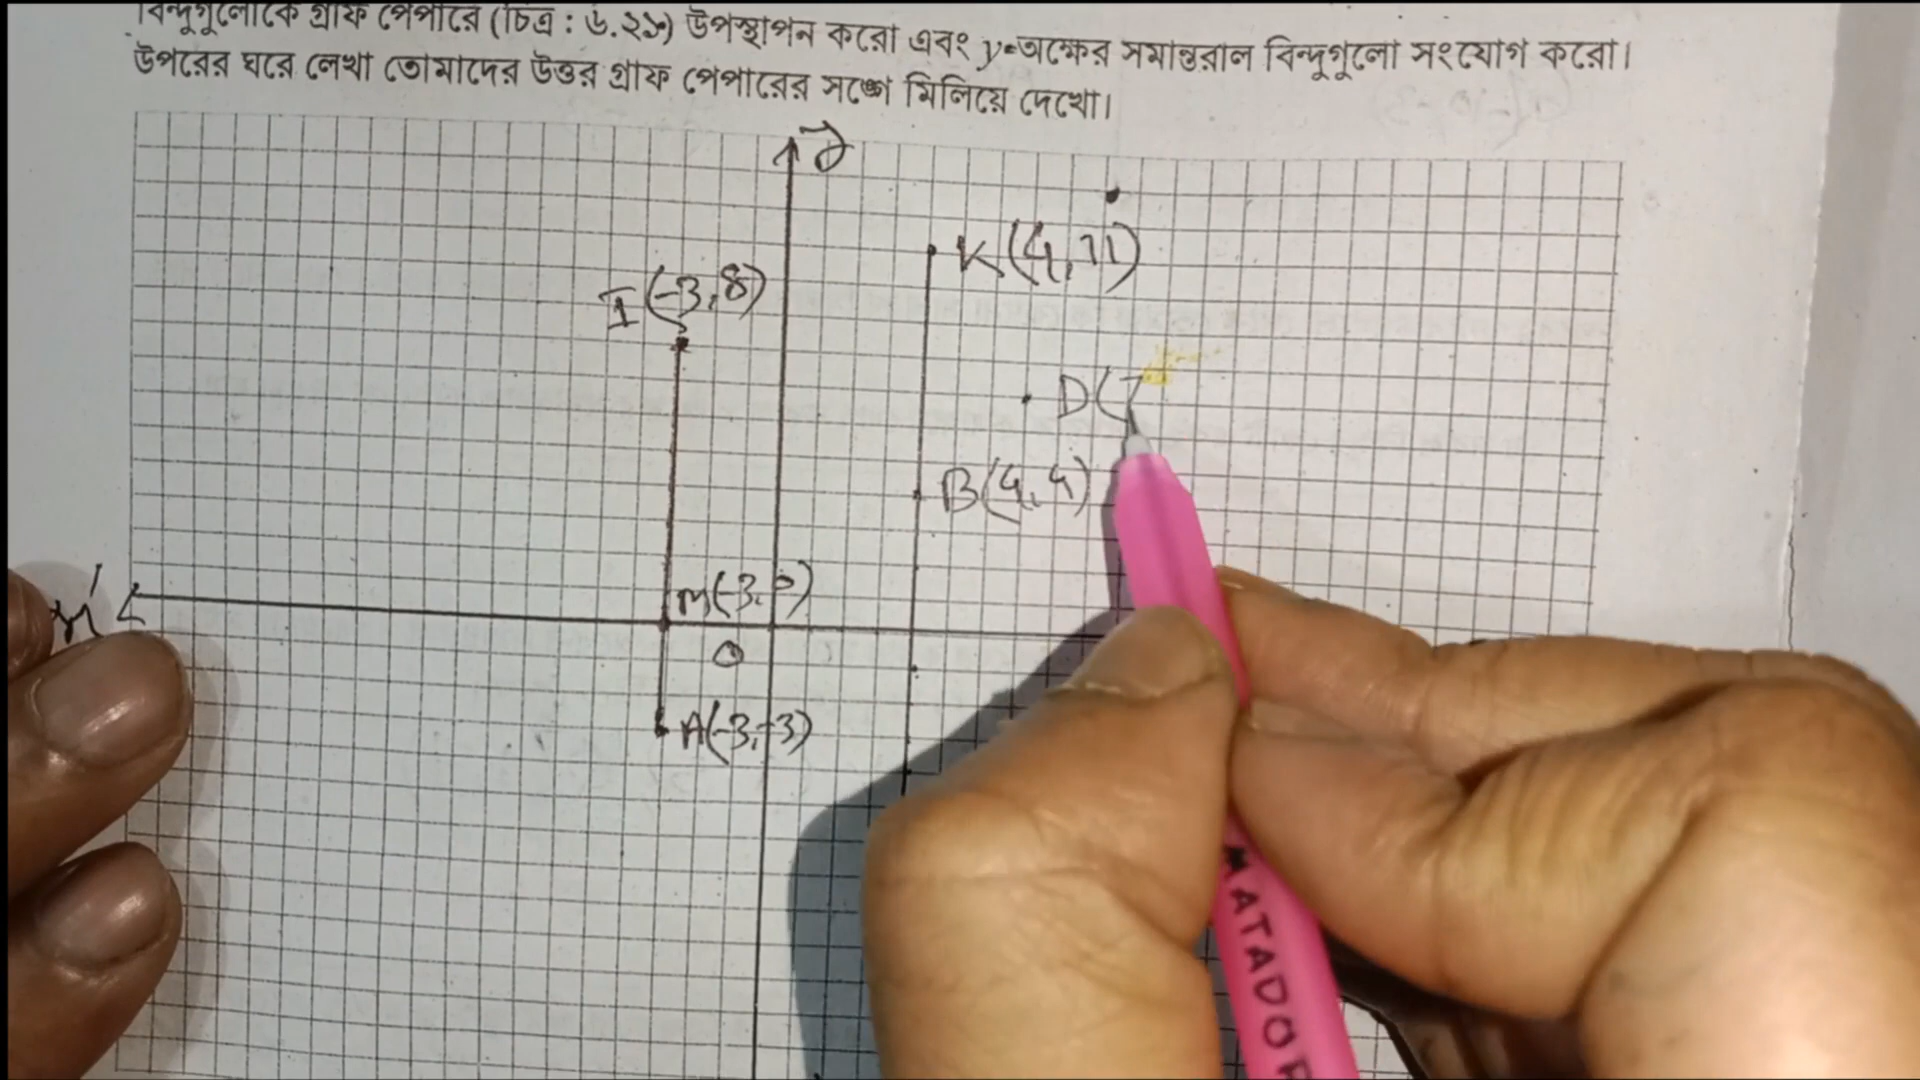 বিন্দুগুলোকে গ্রাফ পেপারে (চিত্র : ৬.২৯) উপস্থাপন করো এবং y-অক্ষের সমান্তরাল বিন্দুগুলো সংযোগ করো।
উপরের ঘরে লেখা তোমাদের উত্তর গ্রাফ পেপারের সঙ্গে মিলিয়ে দেখো।
K(4,11)
I(-3,8)
D(7
B(4,4)
M(-3,0)
O
A(-3,-3)
MATADOR